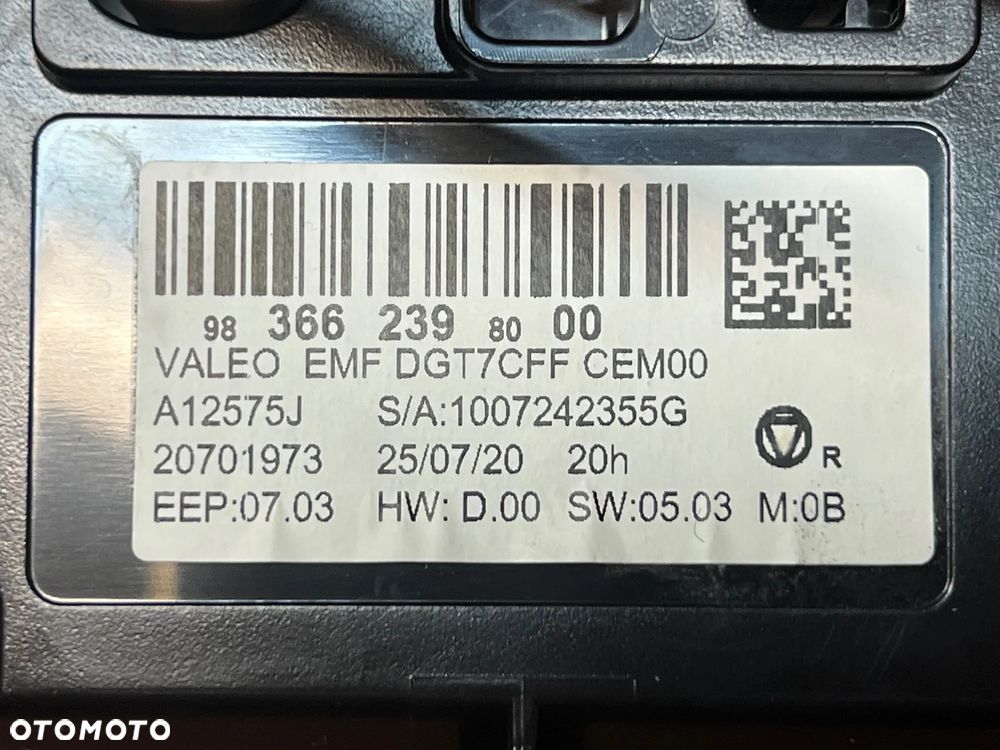 98 366 239 80 00
VALEO EMF DGT7CFF CEM00
A12575J S/A:1007242355G
20701973 25/07/20 20h
R
EEP:07.03 HW: D.00 SW:05.03 M:0B
OTOMOTO